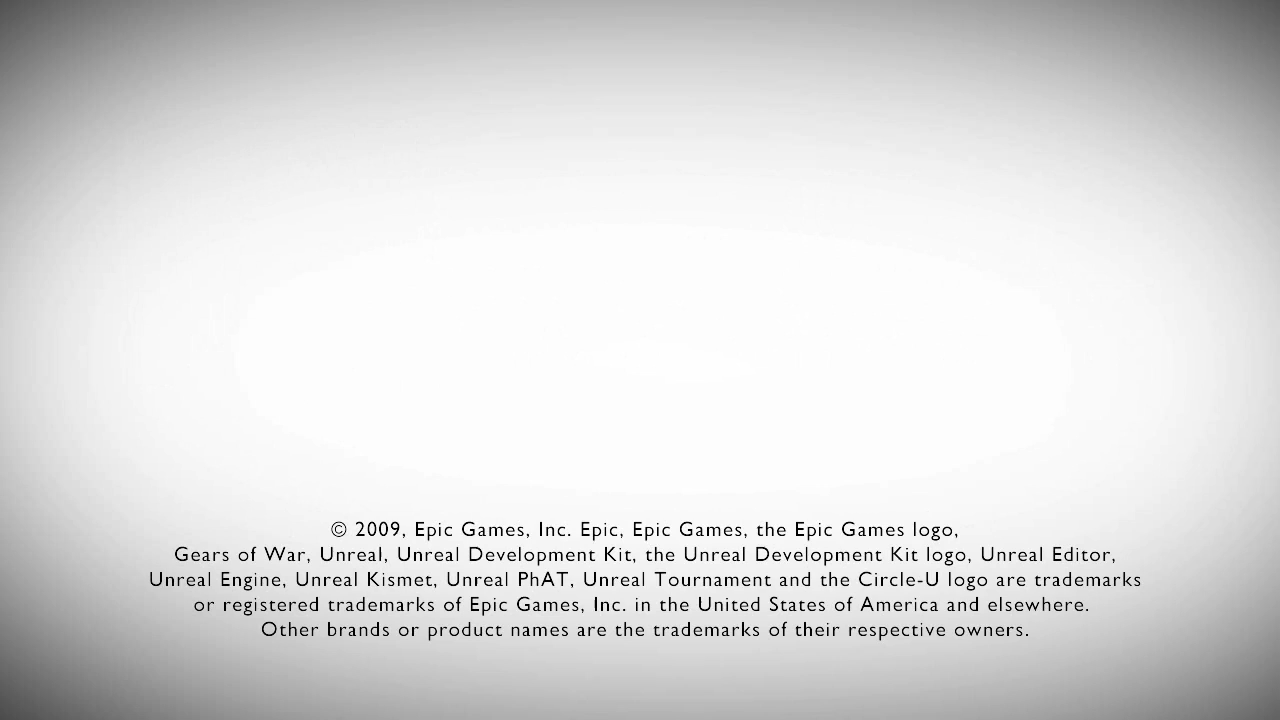 © 2009, Epic Games, Inc. Epic, Epic Games, the Epic Games logo,
Gears of War, Unreal, Unreal Development Kit, the Unreal Development Kit logo, Unreal Editor,
Unreal Engine, Unreal Kismet, Unreal PhAT, Unreal Tournament and the Circle-U logo are trademarks
or registered trademarks of Epic Games, Inc. in the United States of America and elsewhere.
Other brands or product names are the trademarks of their respective owners.